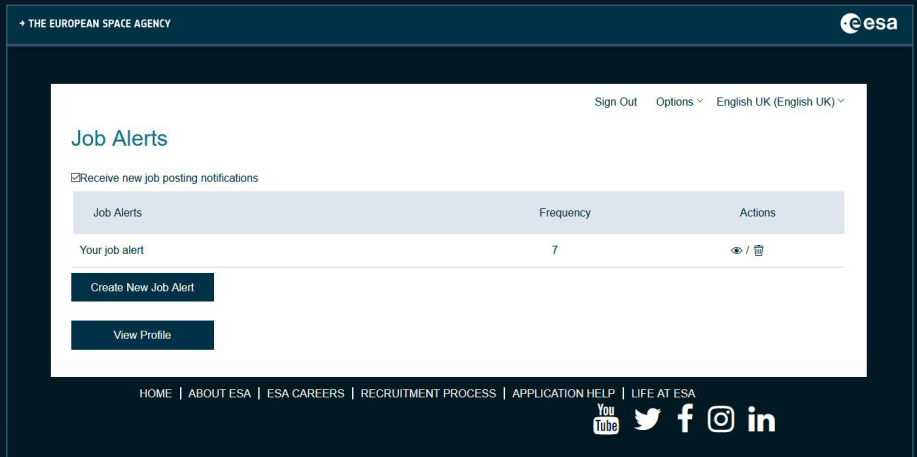 → THE EUROPEAN SPACE AGENCY
esa
Sign Out Options English UK (English UK)
Job Alerts
Receive new job posting notifications
Job Alerts Frequency Actions
Your job alert 7 /
Create New Job Alert
View Profile
HOME | ABOUT ESA | ESA CAREERS | RECRUITMENT PROCESS | APPLICATION HELP | LIFE AT ESA
You
Tube
f in